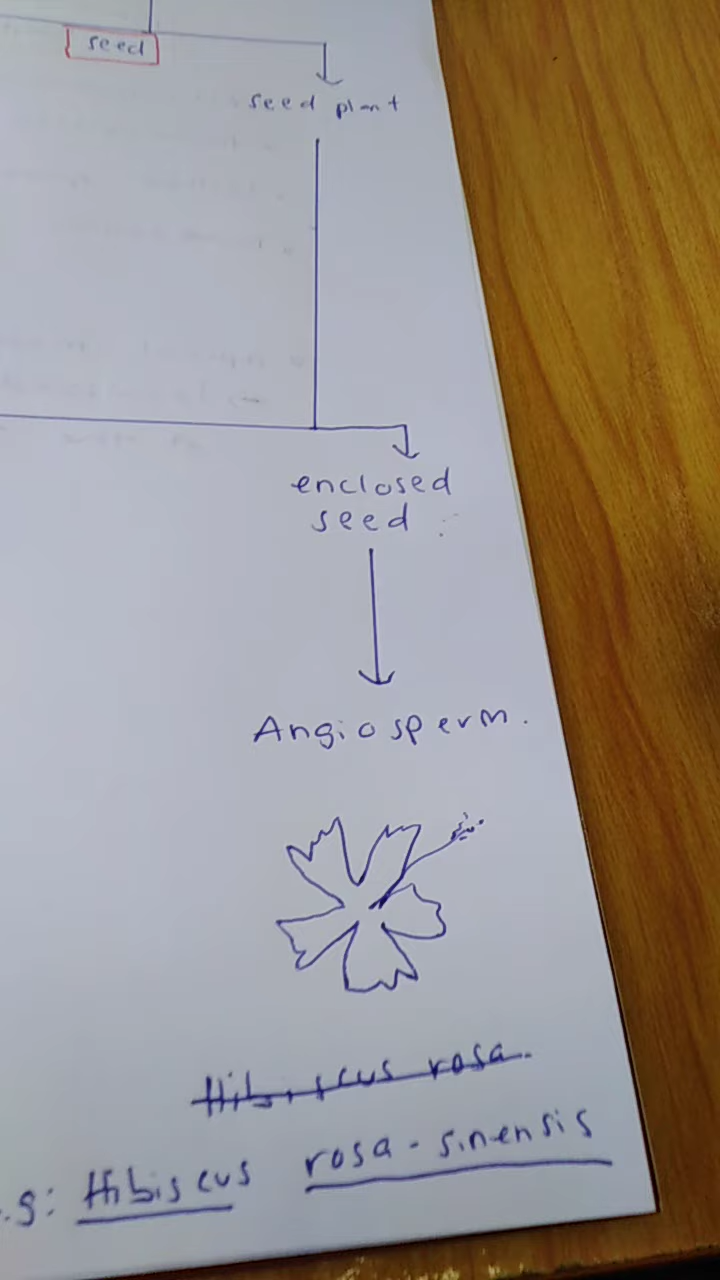 seed
seed plant
enclosed
seed
Angiosperm.
Hibiscus rosa.
.g: Hibiscus rosa-sinensis